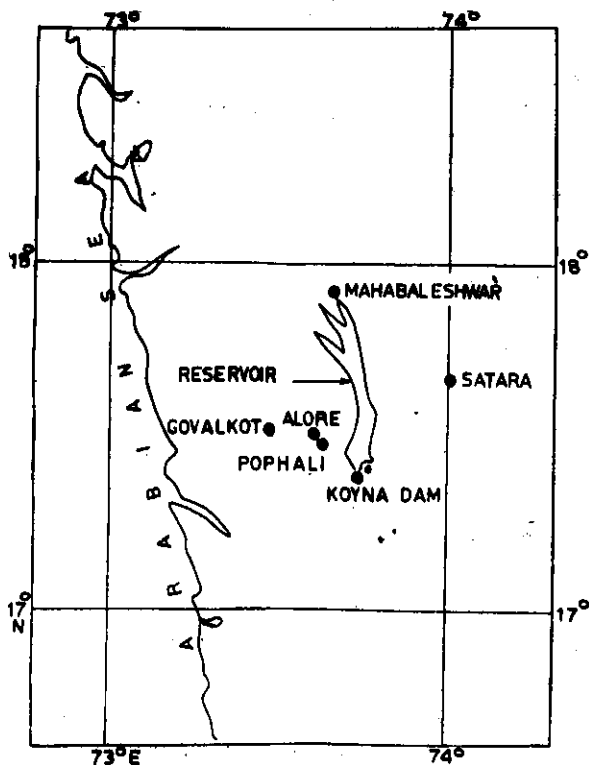 73° 74°
18° 18°
MAHABALESHWAR
RESERVOIR
SATARA
GOVALKOT ALORE
POPHALI
KOYNA DAM
ARABIAN SEA
17° 17°
N
73°E 74°